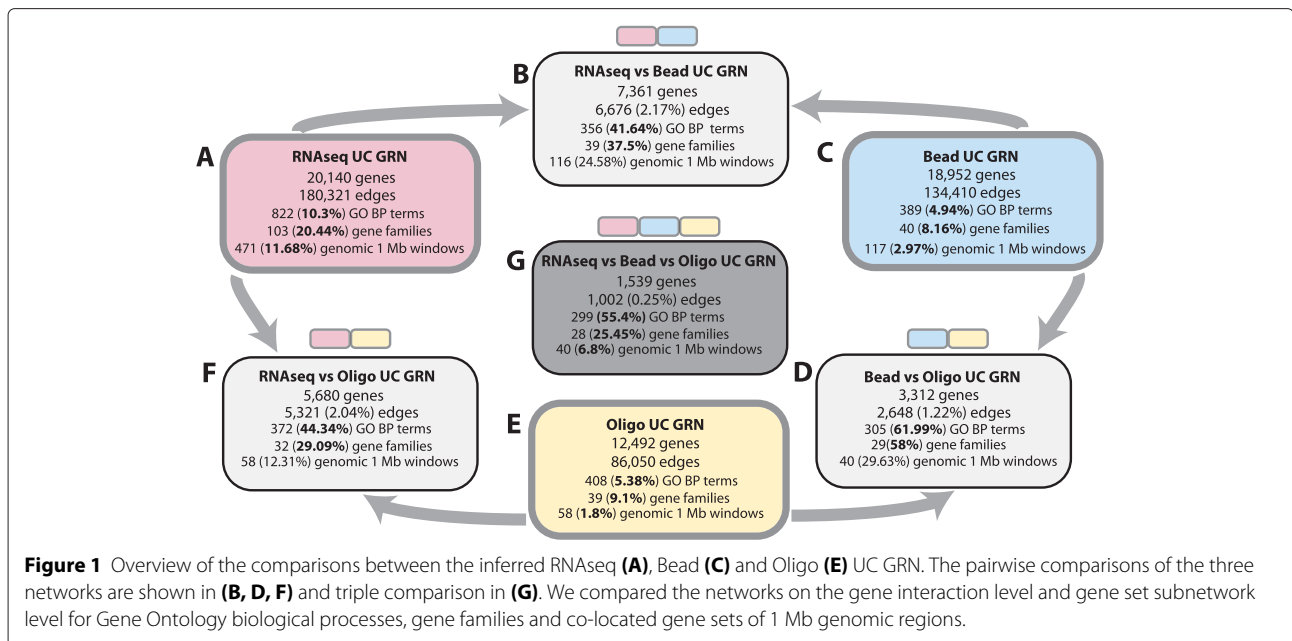 B
RNAseq vs Bead UC GRN
7,361 genes
6,676 (2.17%) edges
356 (41.64%) GO BP terms
39 (37.5%) gene families
116 (24.58%) genomic 1 Mb windows
A
RNAseq UC GRN
20,140 genes
180,321 edges
822 (10.3%) GO BP terms
103 (20.44%) gene families
471 (11.68%) genomic 1 Mb windows
C
Bead UC GRN
18,952 genes
134,410 edges
389 (4.94%) GO BP terms
40 (8.16%) gene families
117 (2.97%) genomic 1 Mb windows
G
RNAseq vs Bead vs Oligo UC GRN
1,539 genes
1,002 (0.25%) edges
299 (55.4%) GO BP terms
28 (25.45%) gene families
40 (6.8%) genomic 1 Mb windows
F
RNAseq vs Oligo UC GRN
5,680 genes
5,321 (2.04%) edges
372 (44.34%) GO BP terms
32 (29.09%) gene families
58 (12.31%) genomic 1 Mb windows
D
Bead vs Oligo UC GRN
3,312 genes
2,648 (1.22%) edges
305 (61.99%) GO BP terms
29(58%) gene families
40 (29.63%) genomic 1 Mb windows
E
Oligo UC GRN
12,492 genes
86,050 edges
408 (5.38%) GO BP terms
39 (9.1%) gene families
58 (1.8%) genomic 1 Mb windows
Figure 1 Overview of the comparisons between the inferred RNAseq (A), Bead (C) and Oligo (E) UC GRN. The pairwise comparisons of the three
networks are shown in (B, D, F) and triple comparison in (G). We compared the networks on the gene interaction level and gene set subnetwork
level for Gene Ontology biological processes, gene families and co-located gene sets of 1 Mb genomic regions.